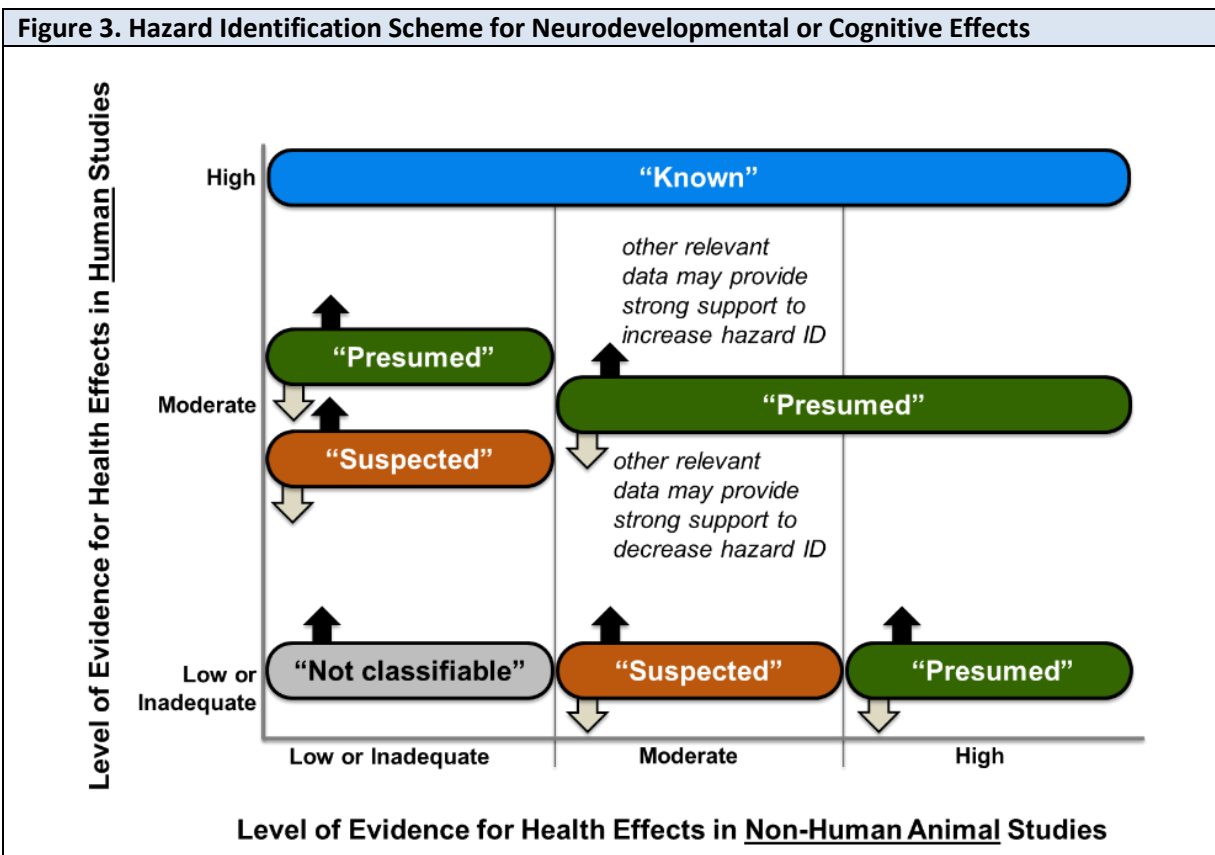 Figure 3. Hazard Identification Scheme for Neurodevelopmental or Cognitive Effects
Level of Evidence for Health Effects in Human Studies
High
“Known”
other relevant
data may provide
strong support to
increase hazard ID
“Presumed”
Moderate
“Presumed”
“Suspected”
other relevant
data may provide
strong support to
decrease hazard ID
Low or
Inadequate
“Not classifiable”
“Suspected”
“Presumed”
Low or Inadequate
Moderate
High
Level of Evidence for Health Effects in Non-Human Animal Studies